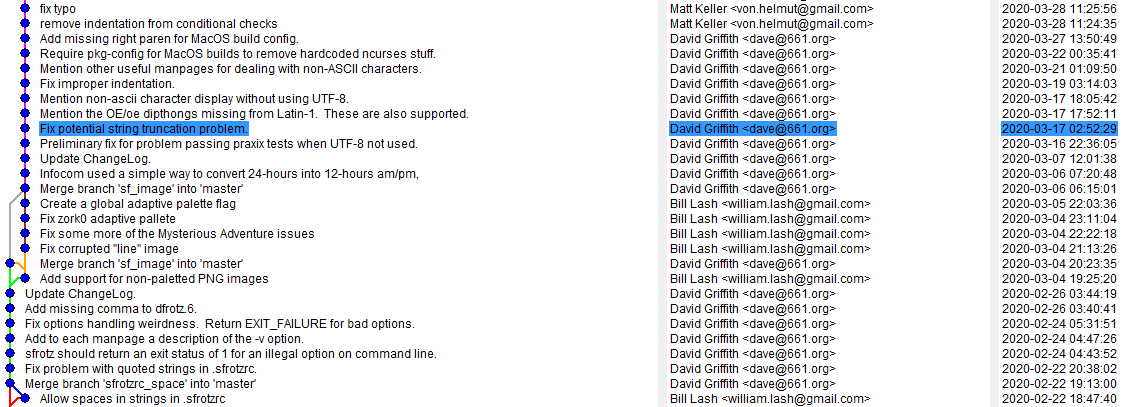 fix typo Matt Keller <von.helmut@gmail.com> 2020-03-28 11:25:56
remove indentation from conditional checks Matt Keller <von.helmut@gmail.com> 2020-03-28 11:24:35
Add missing right paren for MacOS build config. David Griffith <dave@661.org> 2020-03-27 13:50:49
Require pkg-config for MacOS builds to remove hardcoded ncurses stuff. David Griffith <dave@661.org> 2020-03-22 00:35:41
Mention other useful manpages for dealing with non-ASCII characters. David Griffith <dave@661.org> 2020-03-21 01:09:50
Fix improper indentation. David Griffith <dave@661.org> 2020-03-19 03:14:03
Mention non-ascii character display without using UTF-8. David Griffith <dave@661.org> 2020-03-17 18:05:42
Mention the OE/oe dipthongs missing from Latin-1. These are also supported. David Griffith <dave@661.org> 2020-03-17 17:52:11
Fix potential string truncation problem. David Griffith <dave@661.org> 2020-03-17 02:52:29
Preliminary fix for problem passing praxix tests when UTF-8 not used. David Griffith <dave@661.org> 2020-03-16 22:36:05
Update ChangeLog. David Griffith <dave@661.org> 2020-03-07 12:01:38
Infocom used a simple way to convert 24-hours into 12-hours am/pm, David Griffith <dave@661.org> 2020-03-06 07:20:48
Merge branch 'sf_image' into 'master' David Griffith <dave@661.org> 2020-03-06 06:15:01
Create a global adaptive palette flag Bill Lash <william.lash@gmail.com> 2020-03-05 22:03:36
Fix zork0 adaptive pallete Bill Lash <william.lash@gmail.com> 2020-03-04 23:11:04
Fix some more of the Mysterious Adventure issues Bill Lash <william.lash@gmail.com> 2020-03-04 22:22:18
Fix corrupted "line" image Bill Lash <william.lash@gmail.com> 2020-03-04 21:13:26
Merge branch 'sf_image' into 'master' David Griffith <dave@661.org> 2020-03-04 20:23:35
Add support for non-paletted PNG images Bill Lash <william.lash@gmail.com> 2020-03-04 19:25:20
Update ChangeLog. David Griffith <dave@661.org> 2020-02-26 03:44:19
Add missing comma to dfrotz.6. David Griffith <dave@661.org> 2020-02-26 03:40:41
Fix options handling weirdness. Return EXIT_FAILURE for bad options. David Griffith <dave@661.org> 2020-02-24 05:31:51
Add to each manpage a description of the -v option. David Griffith <dave@661.org> 2020-02-24 04:47:26
sfrotz should return an exit status of 1 for an illegal option on command line. David Griffith <dave@661.org> 2020-02-24 04:43:52
Fix problem with quoted strings in .sfrotzrc. David Griffith <dave@661.org> 2020-02-22 20:38:02
Merge branch 'sfrotzrc_space' into 'master' David Griffith <dave@661.org> 2020-02-22 19:13:00
Allow spaces in strings in .sfrotzrc Bill Lash <william.lash@gmail.com> 2020-02-22 18:47:40